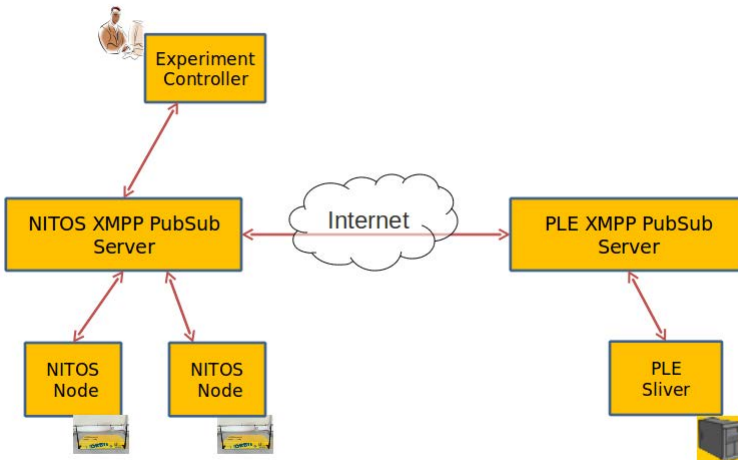 Experiment
Controller
NITOS XMPP PubSub
Server
Internet
PLE XMPP PubSub
Server
NITOS
Node
NITOS
Node
PLE
Sliver